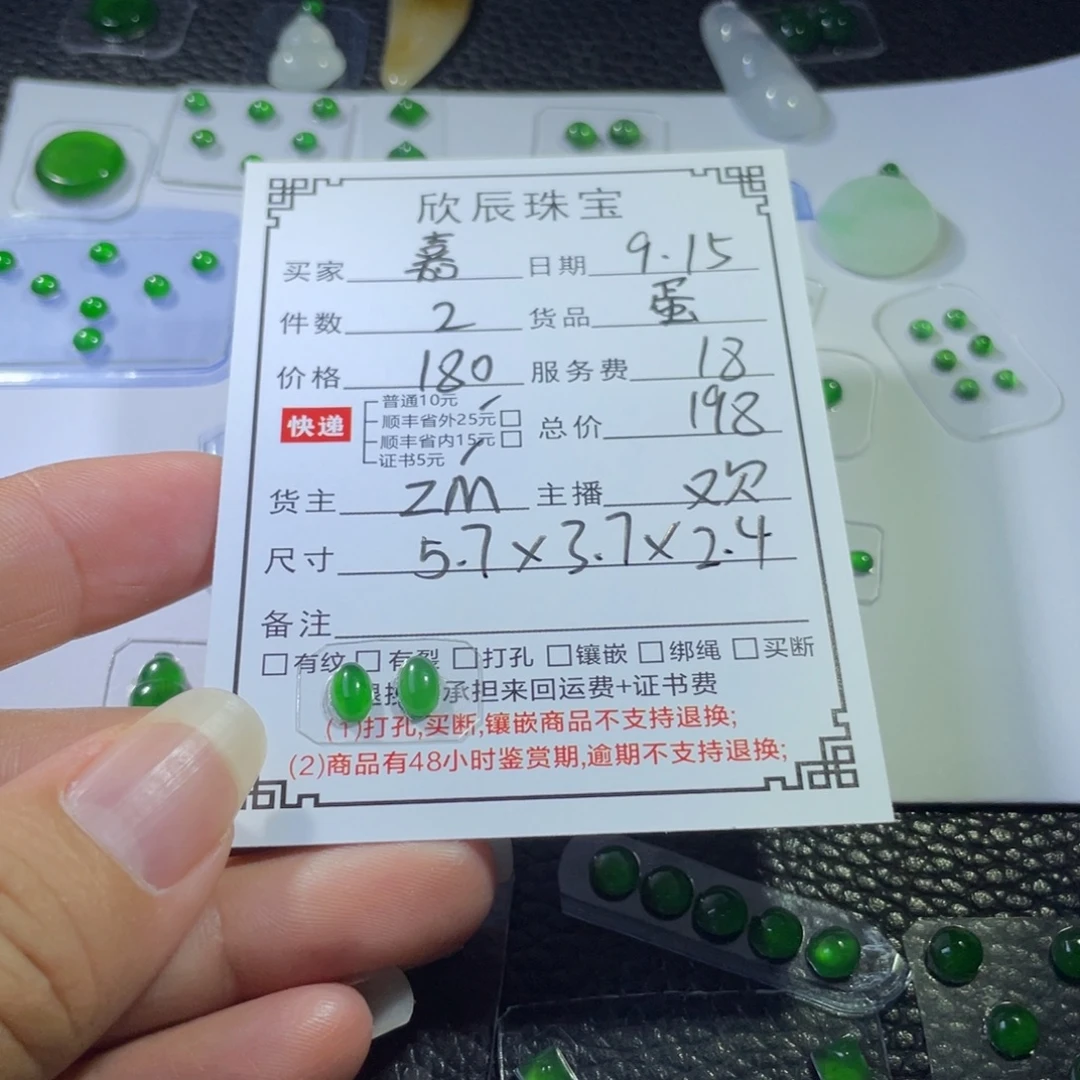 欣辰珠宝
买家 嘉 日期 9.15
件数 2 货品 蛋
价格 180 服务费 18
快递 普通10元
顺丰省外25元 □ 总价 198
顺丰省内15元 □
证书5元
货主 ZM 主播 欢
尺寸 5.7×3.7×2.4
备注
□有纹 □有裂 □打孔 □镶嵌 □绑绳 □买断
退换 承担来回运费+证书费
(1)打孔,买断,镶嵌商品不支持退换;
(2)商品有48小时鉴赏期,逾期不支持退换;